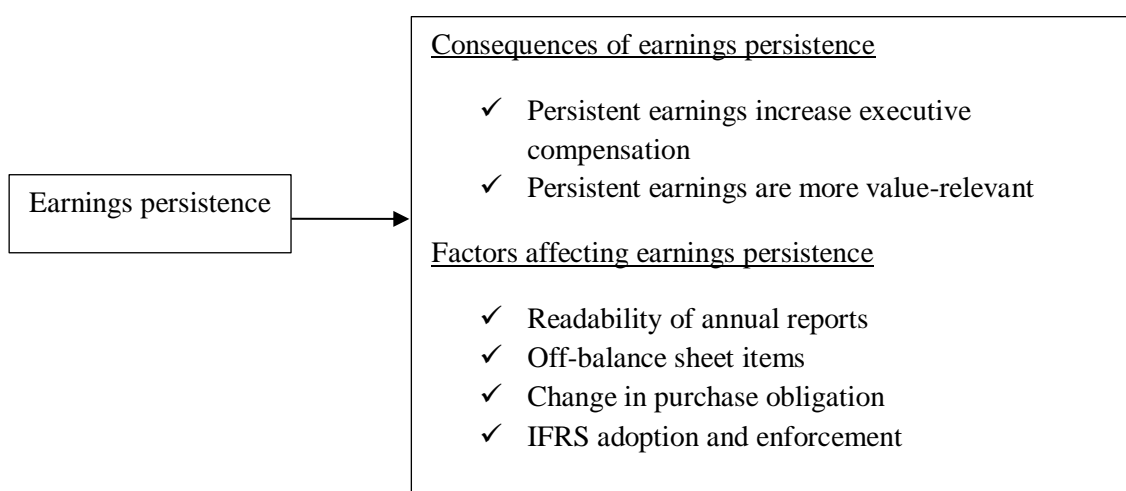 Consequences of earnings persistence
✓ Persistent earnings increase executive
compensation
✓ Persistent earnings are more value-relevant
Earnings persistence
Factors affecting earnings persistence
✓ Readability of annual reports
✓ Off-balance sheet items
✓ Change in purchase obligation
✓ IFRS adoption and enforcement